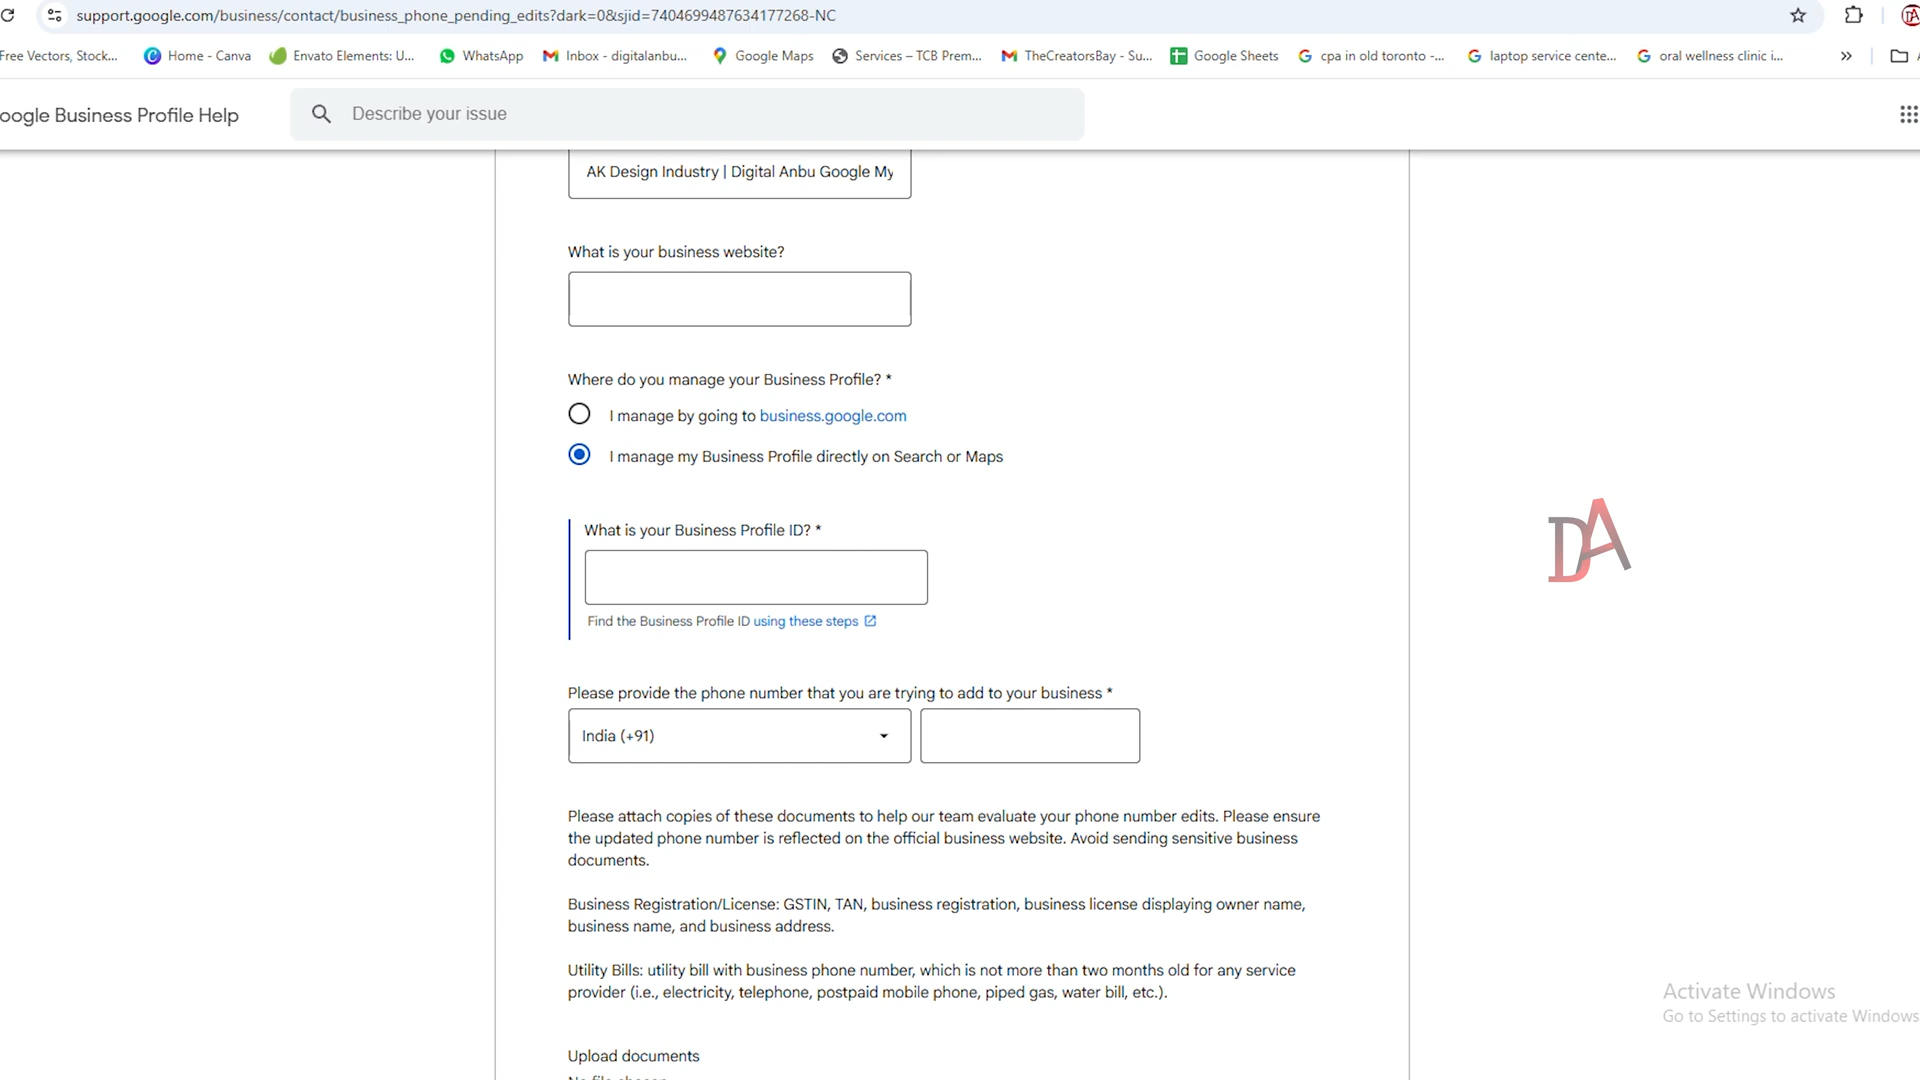 support.google.com/business/contact/business_phone_pending_edits?dark=0&sjid=7404699487634177268-NC
Free Vectors, Stock... Home - Canva Envato Elements: U... WhatsApp Inbox - digitalanbu... Google Maps Services – TCB Prem... TheCreatorsBay - Su... Google Sheets cpa in old toronto -... laptop service cente... oral wellness clinic i... »
oogle Business Profile Help
Describe your issue
AK Design Industry | Digital Anbu Google My
What is your business website?
Where do you manage your Business Profile? *
I manage by going to business.google.com
I manage my Business Profile directly on Search or Maps
What is your Business Profile ID? *
Find the Business Profile ID using these steps
Please provide the phone number that you are trying to add to your business *
India (+91)
Please attach copies of these documents to help our team evaluate your phone number edits. Please ensure
the updated phone number is reflected on the official business website. Avoid sending sensitive business
documents.
Business Registration/License: GSTIN, TAN, business registration, business license displaying owner name,
business name, and business address.
Utility Bills: utility bill with business phone number, which is not more than two months old for any service
provider (i.e., electricity, telephone, postpaid mobile phone, piped gas, water bill, etc.).
Upload documents
No file chosen
DA
Activate Windows
Go to Settings to activate Windows